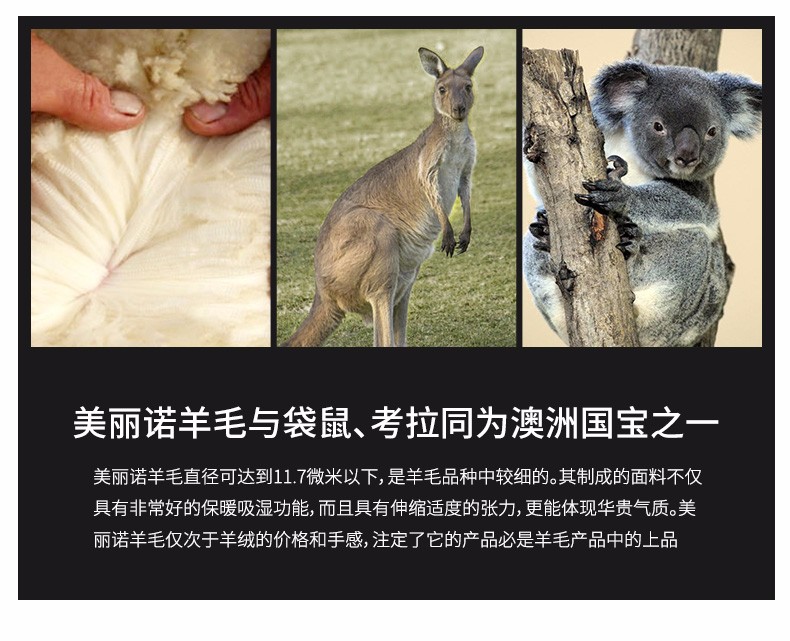 美丽诺羊毛与袋鼠、考拉同为澳洲国宝之一
美丽诺羊毛直径可达到11.7微米以下，是羊毛品种中较细的。其制成的面料不仅
具有非常好的保暖吸湿功能，而且具有伸缩适度的张力，更能体现华贵气质。美
丽诺羊毛仅次于羊绒的价格和手感，注定了它的产品必是羊毛产品中的上品